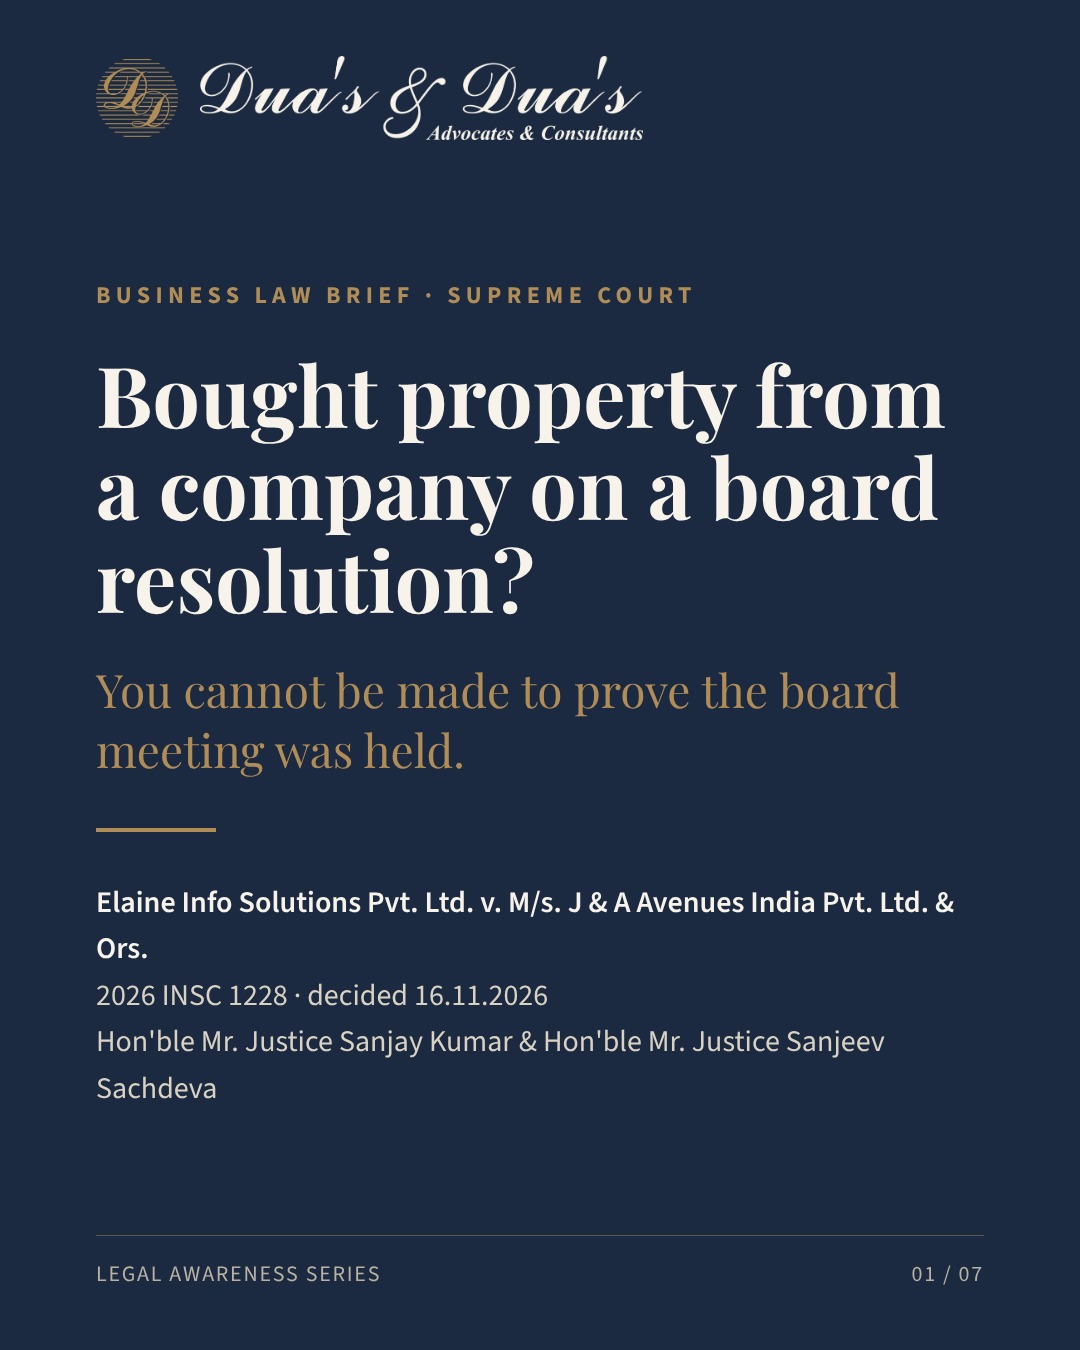 DD
Dua's & Dua's
Advocates & Consultants
BUSINESS LAW BRIEF · SUPREME COURT
Bought property from
a company on a board
resolution?
You cannot be made to prove the board
meeting was held.
Elaine Info Solutions Pvt. Ltd. v. M/s. J & A Avenues India Pvt. Ltd. &
Ors.
2026 INSC 1228 · decided 16.11.2026
Hon'ble Mr. Justice Sanjay Kumar & Hon'ble Mr. Justice Sanjeev
Sachdeva
LEGAL AWARENESS SERIES
01 / 07